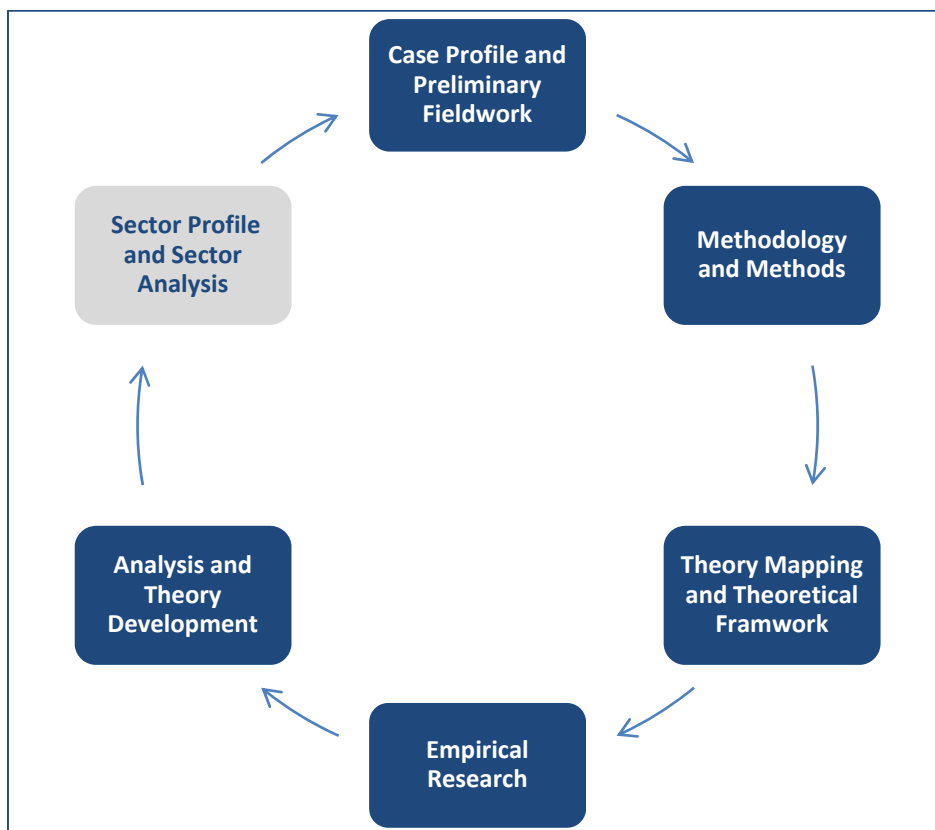 Case Profile and
Preliminary
Fieldwork
Methodology
and Methods
Theory Mapping
and Theoretical
Framwork
Empirical
Research
Analysis and
Theory
Development
Sector Profile
and Sector
Analysis